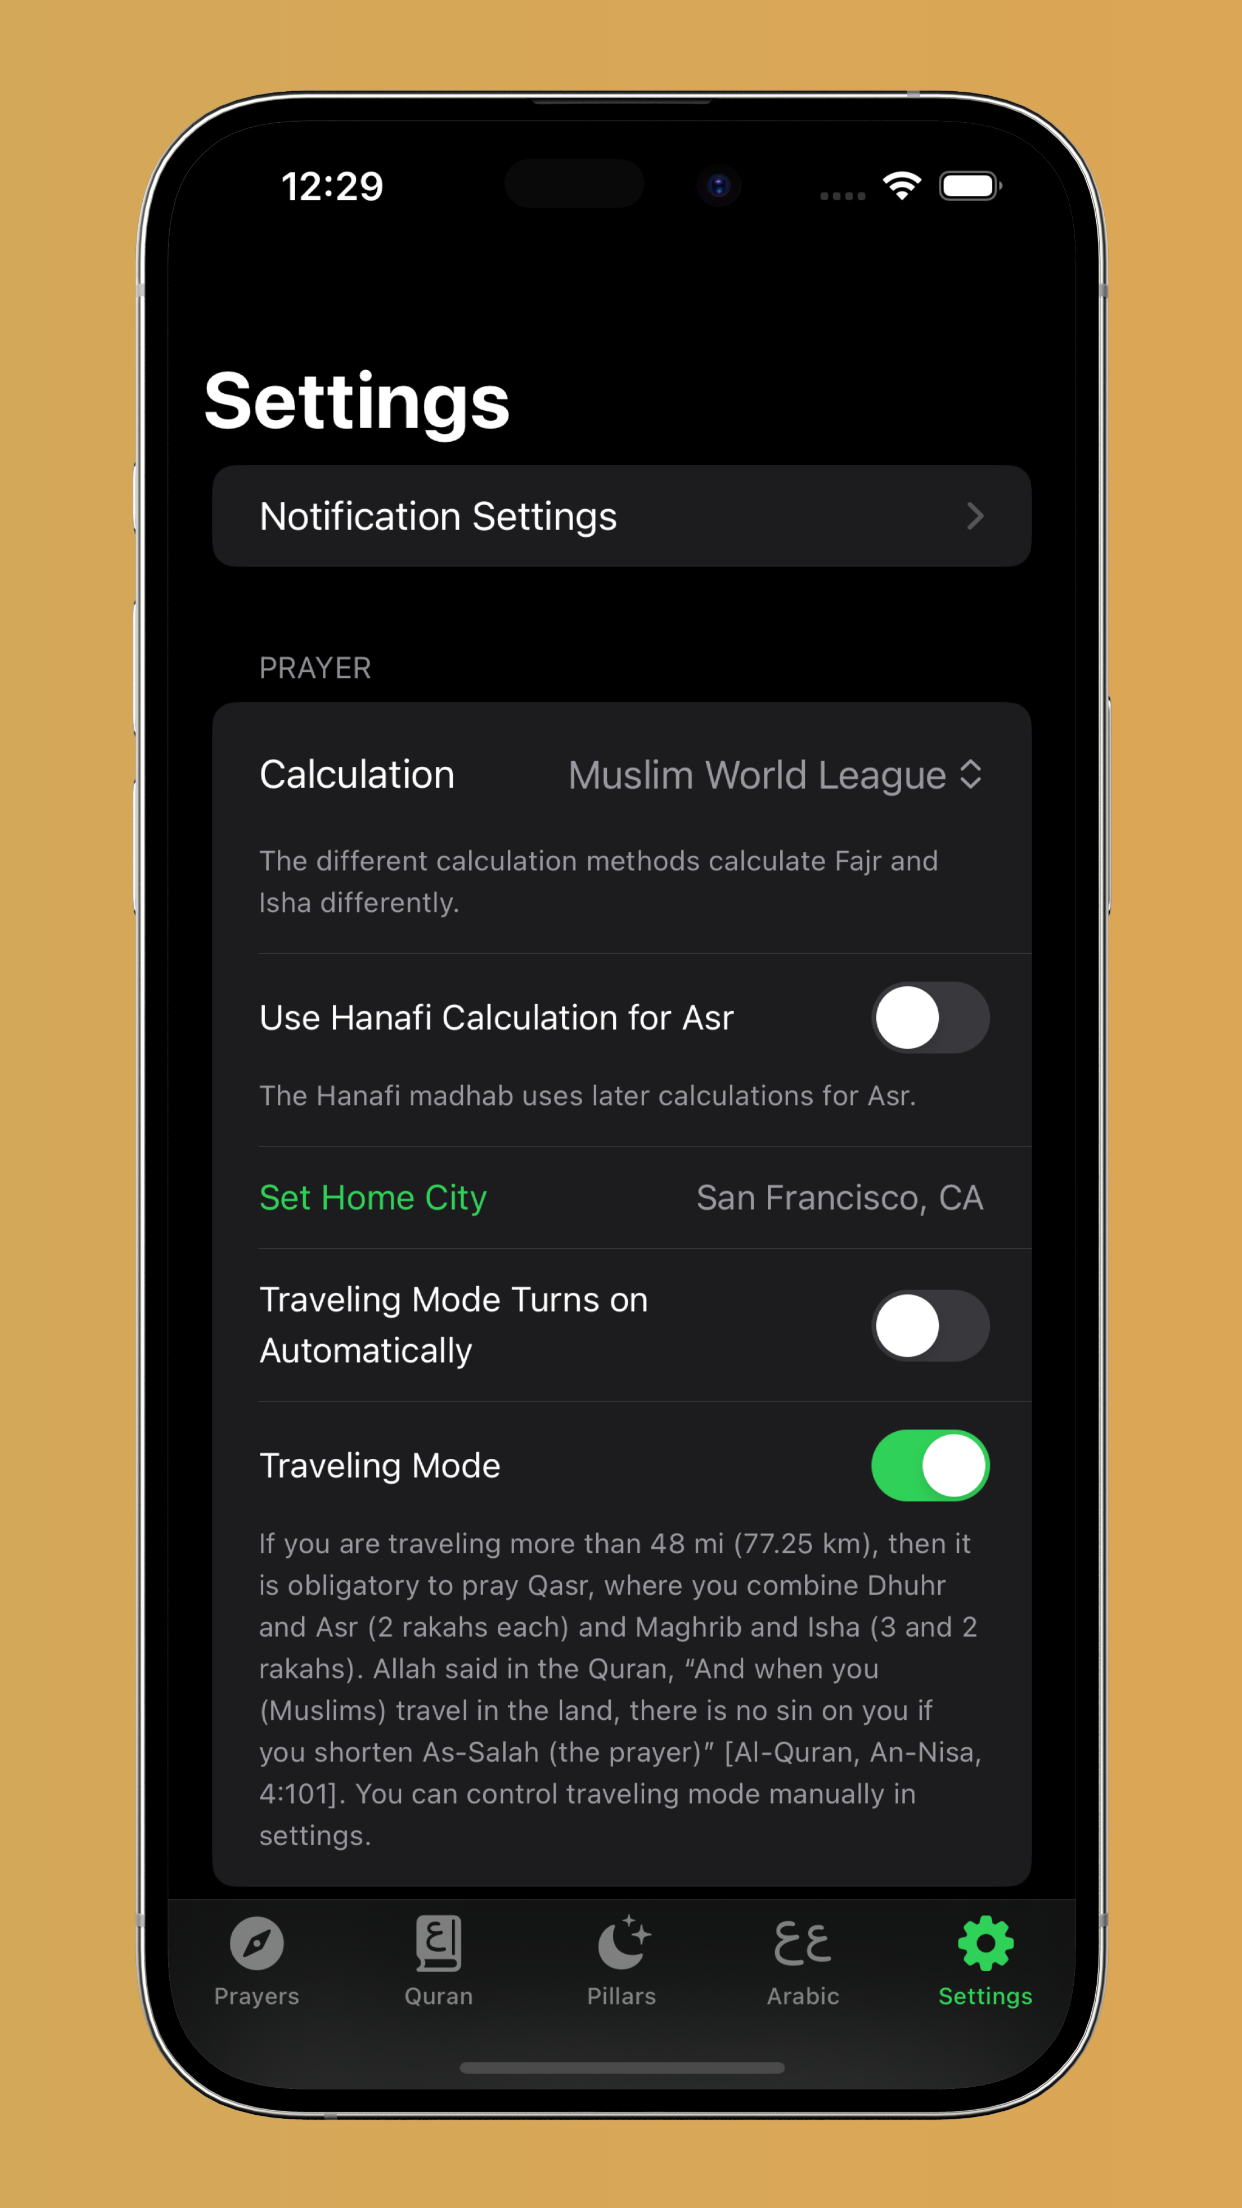 12:29
Settings
Notification Settings
PRAYER
Calculation Muslim World League
The different calculation methods calculate Fajr and
Isha differently.
Use Hanafi Calculation for Asr
The Hanafi madhab uses later calculations for Asr.
Set Home City San Francisco, CA
Traveling Mode Turns on
Automatically
Traveling Mode
If you are traveling more than 48 mi (77.25 km), then it
is obligatory to pray Qasr, where you combine Dhuhr
and Asr (2 rakahs each) and Maghrib and Isha (3 and 2
rakahs). Allah said in the Quran, “And when you
(Muslims) travel in the land, there is no sin on you if
you shorten As-Salah (the prayer)” [Al-Quran, An-Nisa,
4:101]. You can control traveling mode manually in
settings.
ع ع ع
Prayers Quran Pillars Arabic Settings